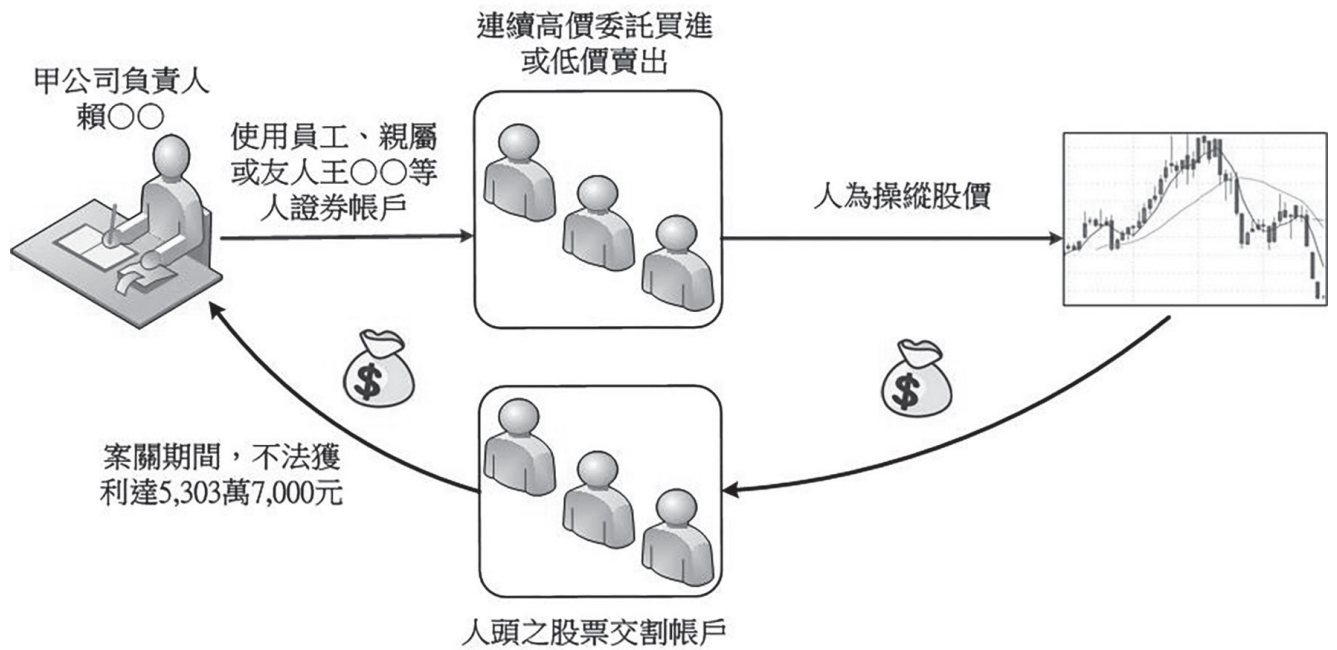 連續高價委託買進
或低價賣出
甲公司負責人
賴○○
使用員工、親屬
或友人王○○等
人證券帳戶
人為操縱股價
$
$
案關期間，不法獲
利達5,303萬7,000元
人頭之股票交割帳戶